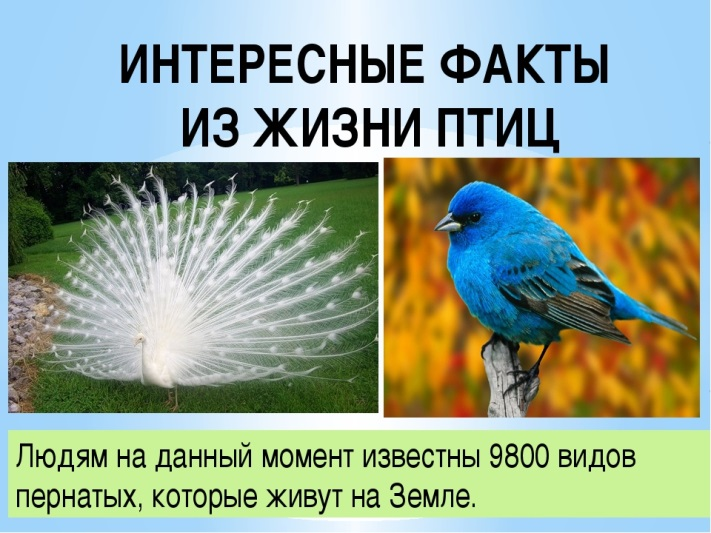 ИНТЕРЕСНЫЕ ФАКТЫ
ИЗ ЖИЗНИ ПТИЦ
Людям на данный момент известны 9800 видов
пернатых, которые живут на Земле.